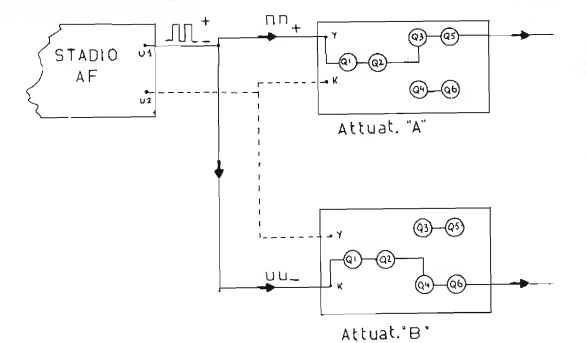 STADIO
AF
U1
U2
+
-
+
Y
K
Q1
Q2
Q3
Q5
Q4
Q6
Attuat. "A"
Y
K
Q1
Q2
Q3
Q5
Q4
Q6
-
Attuat. "B"